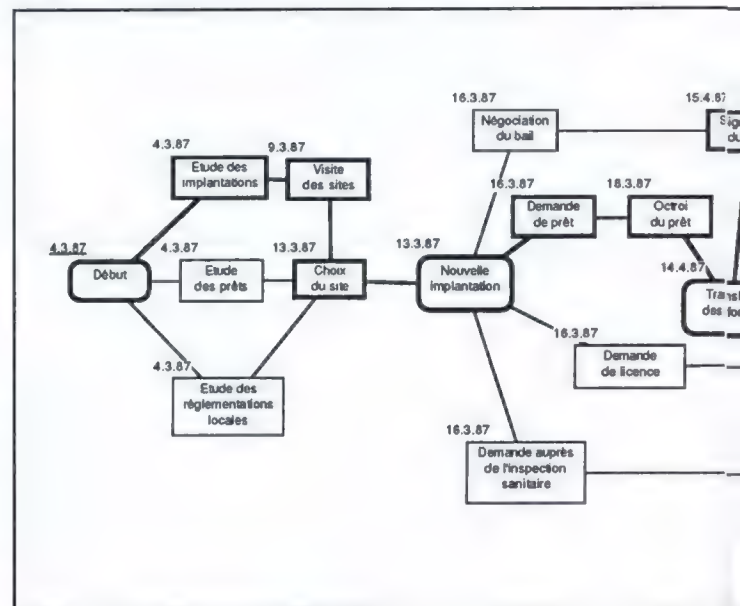 16.3.87
15.4.87
Négociation
du bail
4.3.87
9.3.87
Etude des
implantations
Visite
des sites
16.3.87
18.3.87
Demande
de prêt
Octroi
du prêt
4.3.87
4.3.87
13.3.87
13.3.87
14.4.87
Début
Etude
des prêts
Choix
du site
Nouvelle
implantation
des
4.3.87
16.3.87
Etude des
réglementations
locales
Demande
de licence
16.3.87
Demande auprès
de l'inspection
sanitaire